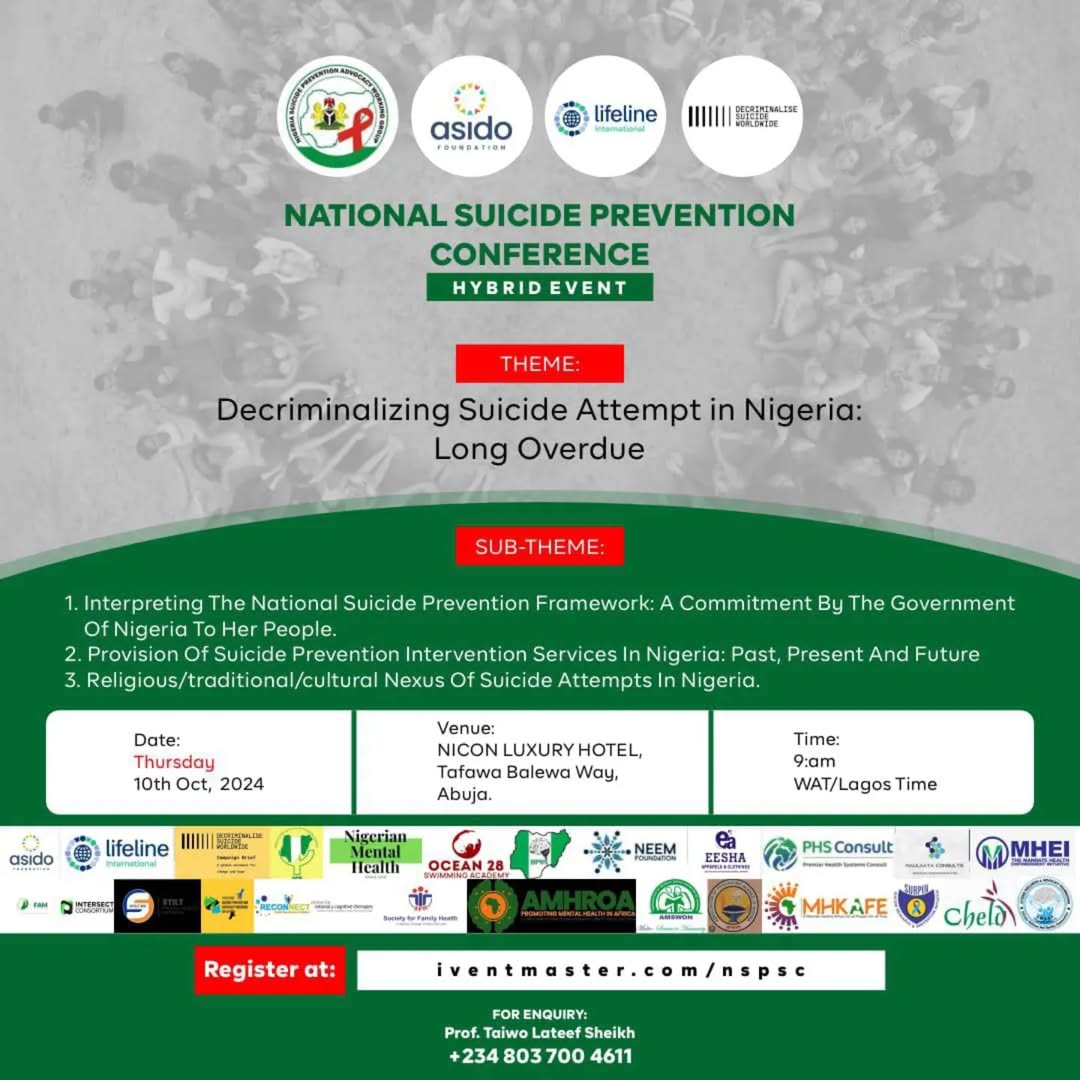 NIGERIA SUICIDE PREVENTION ADVOCACY WORKING GROUP
asido
FOUNDATION
lifeline
International
DECRIMINALISE
SUICIDE
WORLDWIDE
NATIONAL SUICIDE PREVENTION
CONFERENCE
HYBRID EVENT
THEME:
Decriminalizing Suicide Attempt in Nigeria:
Long Overdue
SUB-THEME:
1. Interpreting The National Suicide Prevention Framework: A Commitment By The Government
Of Nigeria To Her People.
2. Provision Of Suicide Prevention Intervention Services In Nigeria: Past, Present And Future
3. Religious/traditional/cultural Nexus Of Suicide Attempts In Nigeria.
Date:
Thursday
10th Oct, 2024
Venue:
NICON LUXURY HOTEL,
Tafawa Balewa Way,
Abuja.
Time:
9:am
WAT/Lagos Time
asido
FOUNDATION
lifeline
International
DECRIMINALISE
SUICIDE
WORLDWIDE
Campaign Brief
Nigerian
Mental
Health
OCEAN 28
SWIMMING ACADEMY
NEEM
FOUNDATION
ea
EESHA
APPARELS & CLOTHINGS
PHS Consult
Premier Health Systems Consult
MHEI
THE MANDATE HEALTH
EMPOWERMENT INITIATIVE
FAM
INTERSECT
CONSORTIUM
STILT
RECONNECT
Society for Family Health
AMHROA
PROMOTING MENTAL HEALTH IN AFRICA
AMSWON
MHKAFE
SURPIN
Cheld
Register at:
iventmaster.com/nspsc
FOR ENQUIRY:
Prof. Taiwo Lateef Sheikh
+234 803 700 4611